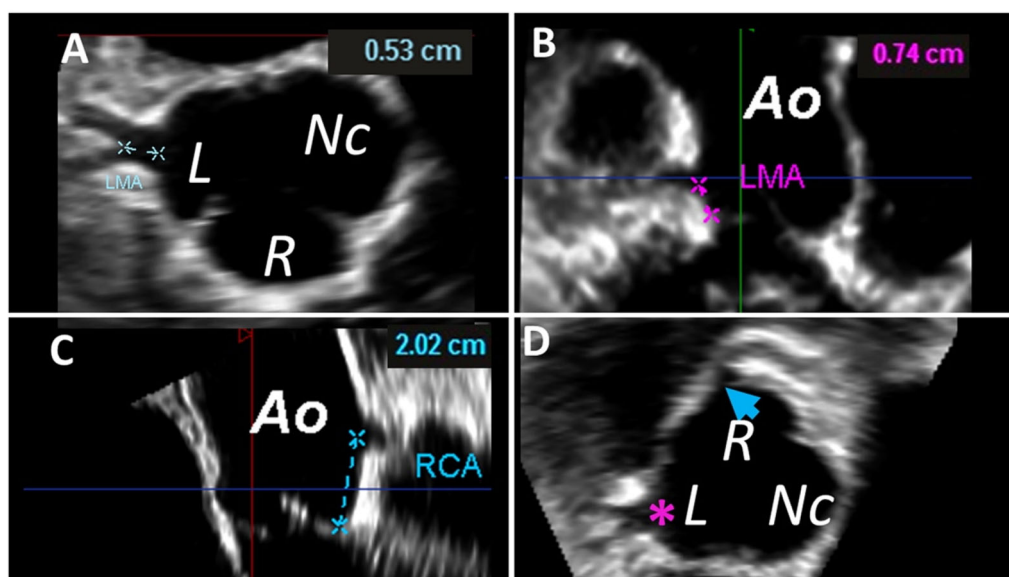 A
0.53 cm
LMA
L
Nc
R
B
0.74 cm
Ao
LMA
C
2.02 cm
Ao
RCA
D
R
* L
Nc